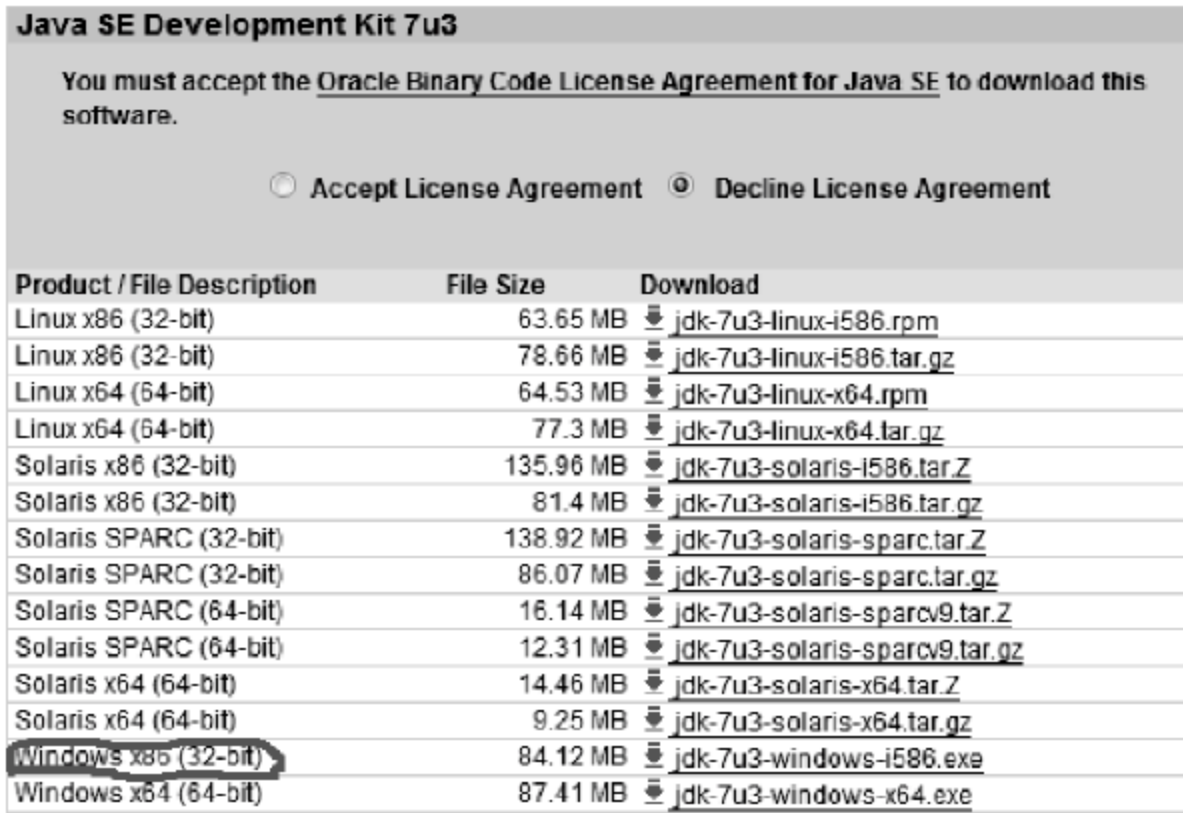 Java SE Development Kit 7u3
You must accept the Oracle Binary Code License Agreement for Java SE to download this
software.
Accept License Agreement Decline License Agreement
Product / File Description File Size Download
Linux x86 (32-bit) 63.65 MB jdk-7u3-linux-i586.rpm
Linux x86 (32-bit) 78.66 MB jdk-7u3-linux-i586.tar.gz
Linux x64 (64-bit) 64.53 MB jdk-7u3-linux-x64.rpm
Linux x64 (64-bit) 77.3 MB jdk-7u3-linux-x64.tar.gz
Solaris x86 (32-bit) 135.96 MB jdk-7u3-solaris-i586.tar.Z
Solaris x86 (32-bit) 81.4 MB jdk-7u3-solaris-i586.tar.gz
Solaris SPARC (32-bit) 138.92 MB jdk-7u3-solaris-sparc.tar.Z
Solaris SPARC (32-bit) 86.07 MB jdk-7u3-solaris-sparc.tar.gz
Solaris SPARC (64-bit) 16.14 MB jdk-7u3-solaris-sparcv9.tar.Z
Solaris SPARC (64-bit) 12.31 MB jdk-7u3-solaris-sparcv9.tar.gz
Solaris x64 (64-bit) 14.46 MB jdk-7u3-solaris-x64.tar.Z
Solaris x64 (64-bit) 9.25 MB jdk-7u3-solaris-x64.tar.gz
Windows x86 (32-bit) 84.12 MB jdk-7u3-windows-i586.exe
Windows x64 (64-bit) 87.41 MB jdk-7u3-windows-x64.exe